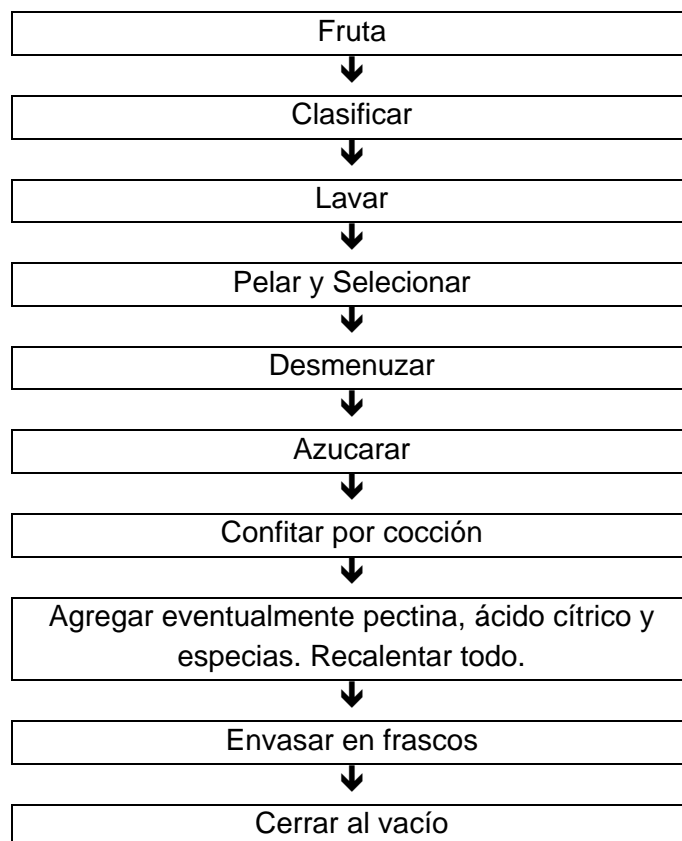 Fruta
Clasificar
Lavar
Pelar y Selecionar
Desmenuzar
Azucarar
Confitar por cocción
Agregar eventualmente pectina, ácido cítrico y
especias. Recalentar todo.
Envasar en frascos
Cerrar al vacío